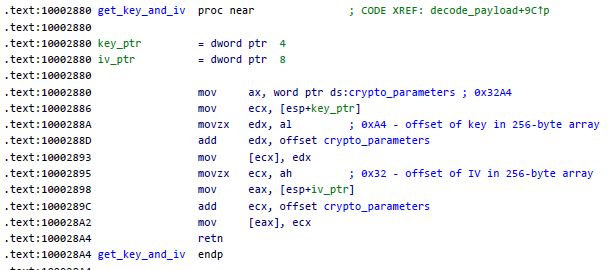 .text:10002880 get_key_and_iv  proc near               ; CODE XREF: decode_payload+9C↑p
.text:10002880
.text:10002880 key_ptr         = dword ptr  4
.text:10002880 iv_ptr          = dword ptr  8
.text:10002880
.text:10002880                 mov     ax, word ptr ds:crypto_parameters ; 0x32A4
.text:10002886                 mov     ecx, [esp+key_ptr]
.text:1000288A                 movzx   edx, al         ; 0xA4 - offset of key in 256-byte array
.text:1000288D                 add     edx, offset crypto_parameters
.text:10002893                 mov     [ecx], edx
.text:10002895                 movzx   ecx, ah         ; 0x32 - offset of IV in 256-byte array
.text:10002898                 mov     eax, [esp+iv_ptr]
.text:1000289C                 add     ecx, offset crypto_parameters
.text:100028A2                 mov     [eax], ecx
.text:100028A4                 retn
.text:100028A4 get_key_and_iv  endp